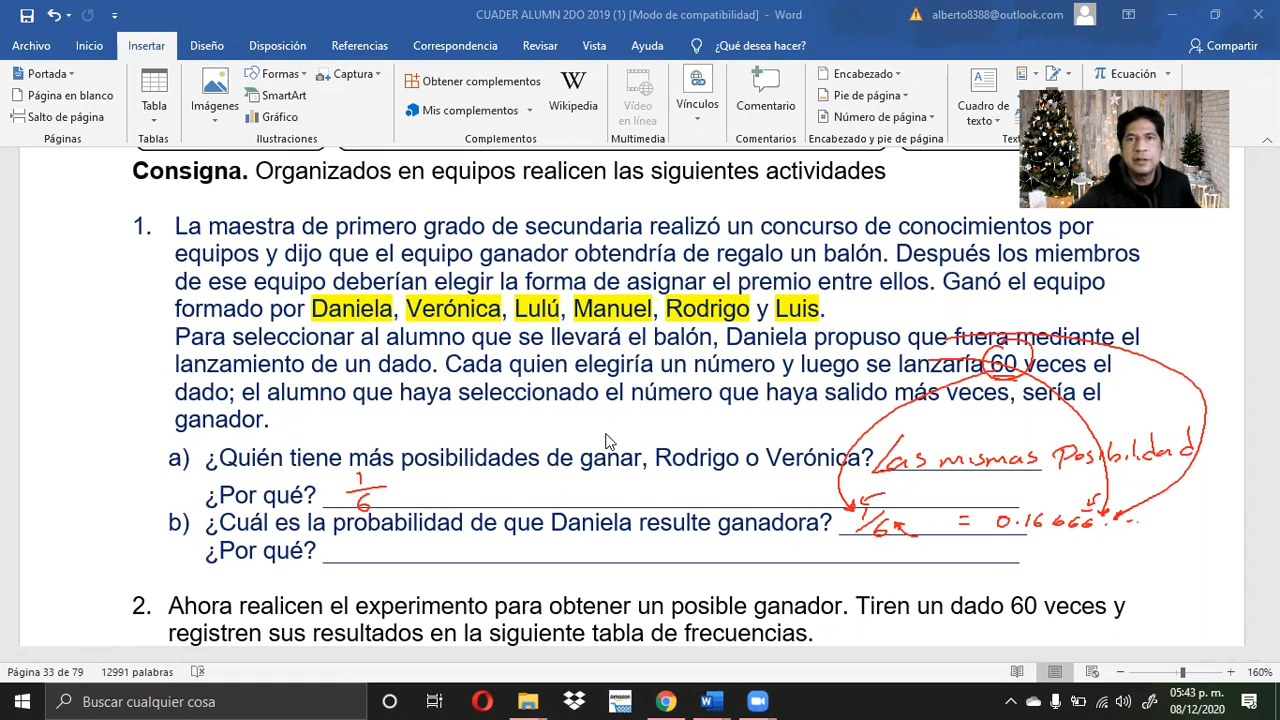 CUADER ALUMN 2DO 2019 (1) [Modo de compatibilidad] - Word
alberto8388@outlook.com
Archivo Inicio Insertar Diseño Disposición Referencias Correspondencia Revisar Vista Ayuda ¿Qué desea hacer? Compartir
Portada
Página en blanco
Salto de página
Páginas
Tabla
Tablas
Imágenes
Formas
SmartArt
Gráfico
Captura
Ilustraciones
Obtener complementos
Mis complementos
W
Wikipedia
Complementos
Vídeo
en línea
Multimedia
Vínculos
Comentario
Comentarios
Encabezado
Pie de página
Número de página
Encabezado y pie de página
Cuadro de
texto
Ecuación
Consigna. Organizados en equipos realicen las siguientes actividades
1. La maestra de primero grado de secundaria realizó un concurso de conocimientos por
equipos y dijo que el equipo ganador obtendría de regalo un balón. Después los miembros
de ese equipo deberían elegir la forma de asignar el premio entre ellos. Ganó el equipo
formado por Daniela, Verónica, Lulú, Manuel, Rodrigo y Luis.
Para seleccionar al alumno que se llevará el balón, Daniela propuso que fuera mediante el
lanzamiento de un dado. Cada quien elegiría un número y luego se lanzaría 60 veces el
dado; el alumno que haya seleccionado el número que haya salido más veces, sería el
ganador.
a) ¿Quién tiene más posibilidades de ganar, Rodrigo o Verónica? Las mismas Posibilidad
¿Por qué? 1/6
b) ¿Cuál es la probabilidad de que Daniela resulte ganadora? 1/6 = 0.16666...
¿Por qué?
2. Ahora realicen el experimento para obtener un posible ganador. Tiren un dado 60 veces y
registren sus resultados en la siguiente tabla de frecuencias.
Página 33 de 79 12991 palabras 160%
Buscar cualquier cosa
05:43 p. m.
08/12/2020